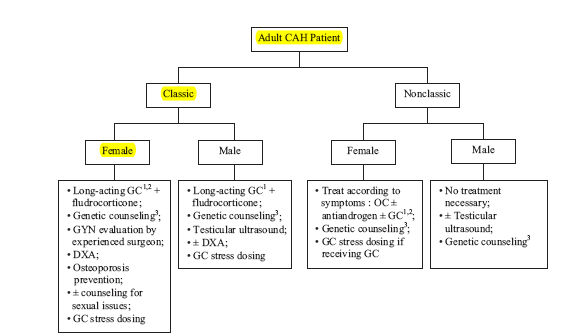 Adult CAH Patient
Classic
Nonclassic
Female
Male
Female
Male
• Long-acting GC1,2 +
fludrocortisone;
• Genetic counseling3;
• GYN evaluation by
experienced surgeon;
• DXA;
• Osteoporosis
prevention;
• ± counseling for
sexual issues;
• GC stress dosing
• Long-acting GC1 +
fludrocortisone;
• Genetic counseling3;
• Testicular ultrasound;
• ± DXA;
• GC stress dosing
• Treat according to
symptoms : OC ±
antiandrogen ± GC1,2;
• Genetic counseling3;
• GC stress dosing if
receiving GC
• No treatment
necessary;
• ± Testicular
ultrasound;
• Genetic counseling3